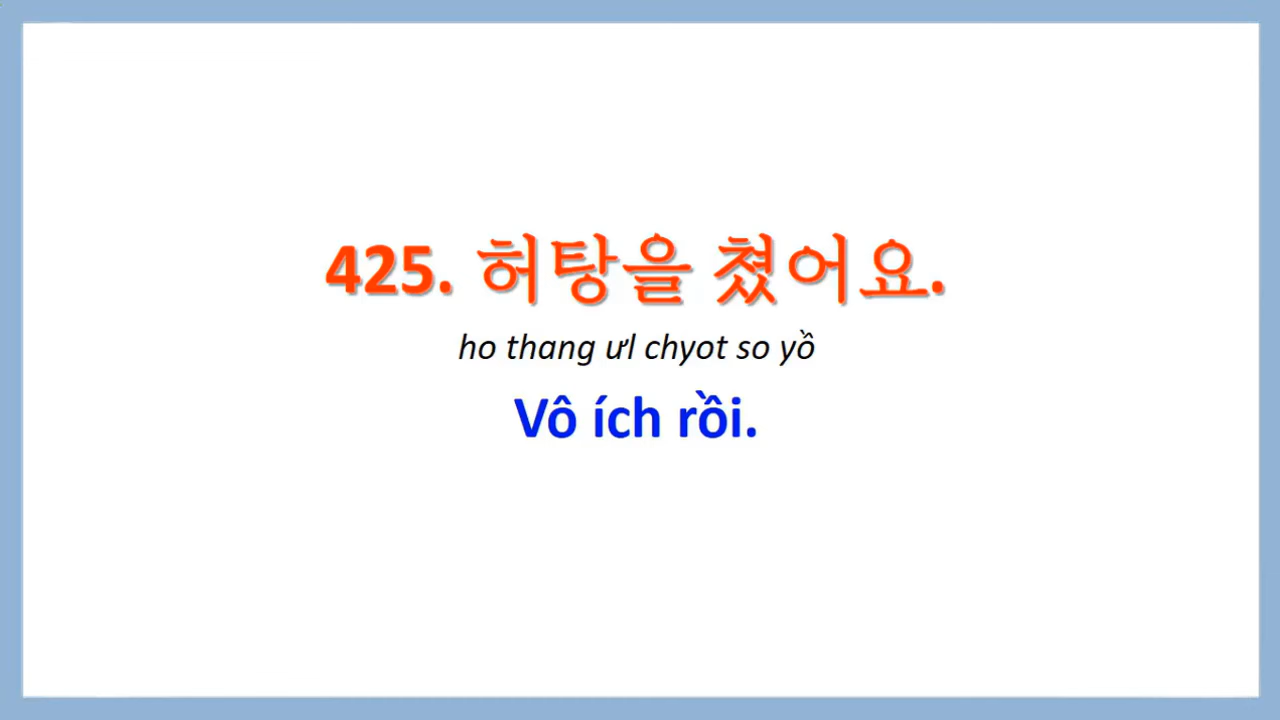 425. 허탕을 쳤어요.
ho thang ưl chyot so yồ
Vô ích rồi.